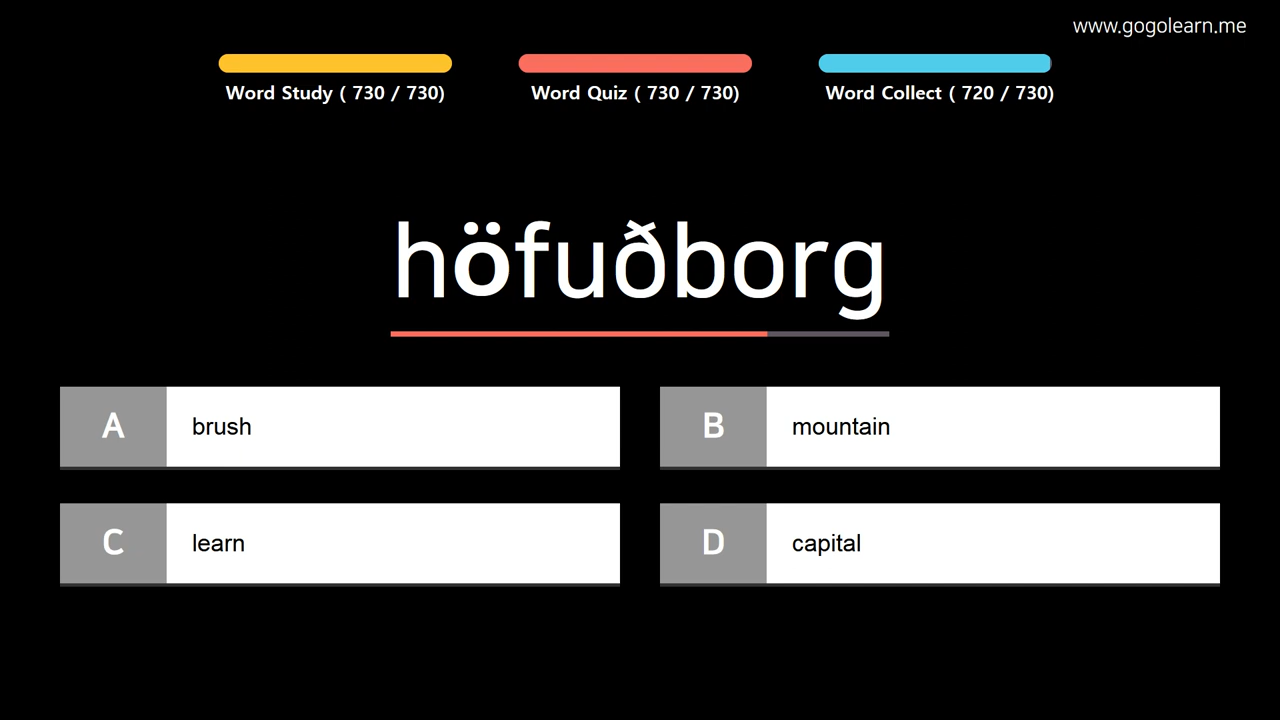 www.gogolearn.me
Word Study ( 730 / 730)
Word Quiz ( 730 / 730)
Word Collect ( 720 / 730)
höfuðborg
A brush
B mountain
C learn
D capital